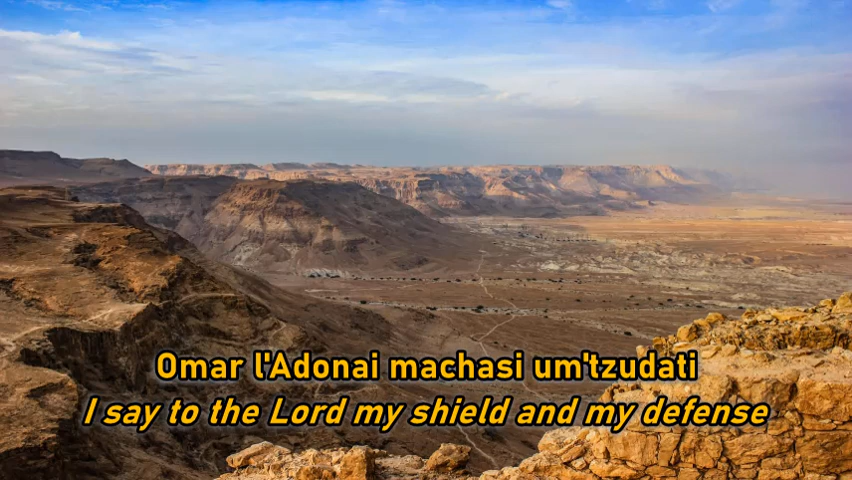 Omar l'Adonai machasi um'tzudati
I say to the Lord my shield and my defense